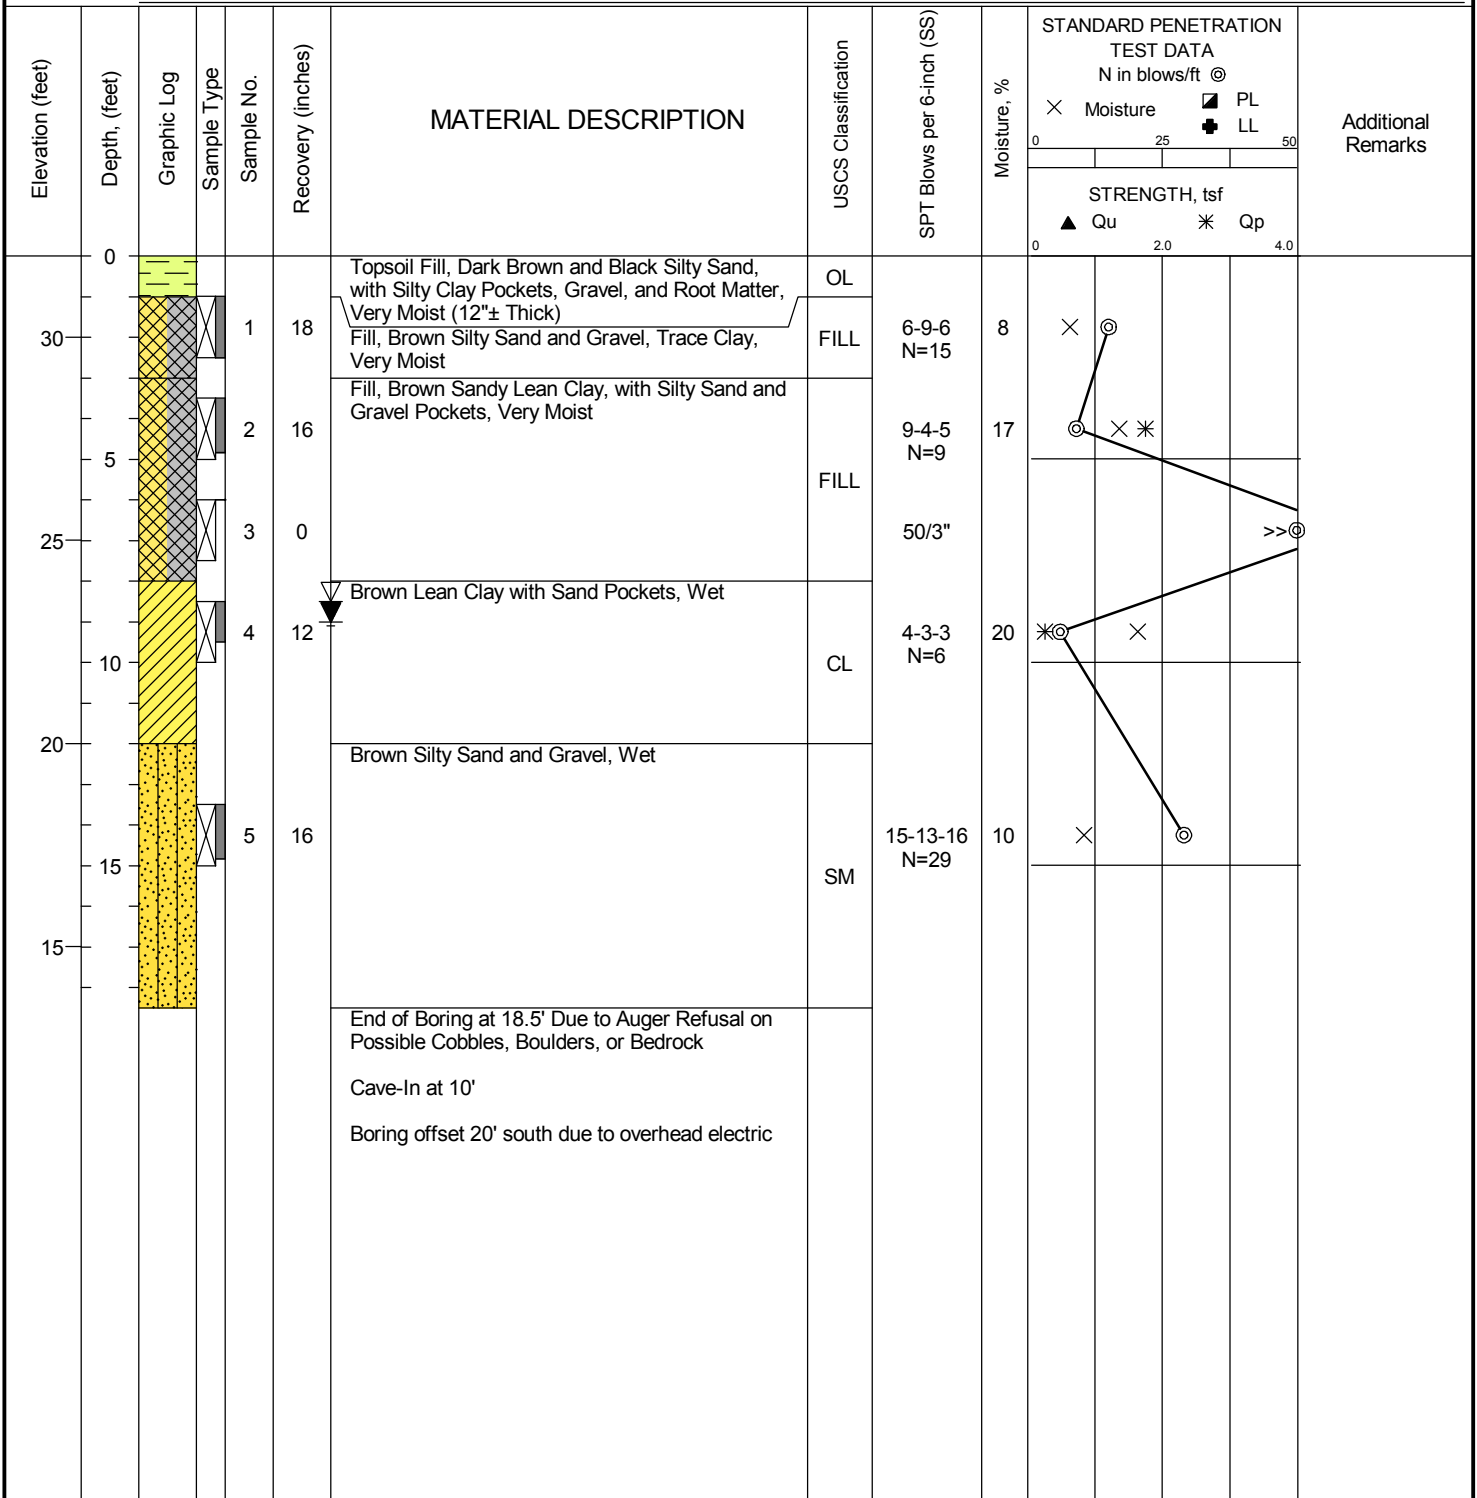 Elevation (feet)
Depth, (feet)
Graphic Log
Sample Type
Sample No.
Recovery (inches)
MATERIAL DESCRIPTION
USCS Classification
SPT Blows per 6-inch (SS)
Moisture, %
STANDARD PENETRATION
TEST DATA
N in blows/ft
Moisture
PL
LL
0 25 50
STRENGTH, tsf
Qu Qp
0 2.0 4.0
Additional
Remarks
0
Topsoil Fill, Dark Brown and Black Silty Sand,
with Silty Clay Pockets, Gravel, and Root Matter,
Very Moist (12"± Thick)
OL
30
1
18
Fill, Brown Silty Sand and Gravel, Trace Clay,
Very Moist
FILL
6-9-6
N=15
8
Fill, Brown Sandy Lean Clay, with Silty Sand and
Gravel Pockets, Very Moist
2
16
9-4-5
N=9
17
5
FILL
25
3
0
50/3"
>>
Brown Lean Clay with Sand Pockets, Wet
4
12
4-3-3
N=6
20
10
CL
20
Brown Silty Sand and Gravel, Wet
5
16
15-13-16
N=29
10
15
SM
15
End of Boring at 18.5' Due to Auger Refusal on
Possible Cobbles, Boulders, or Bedrock
Cave-In at 10'
Boring offset 20' south due to overhead electric